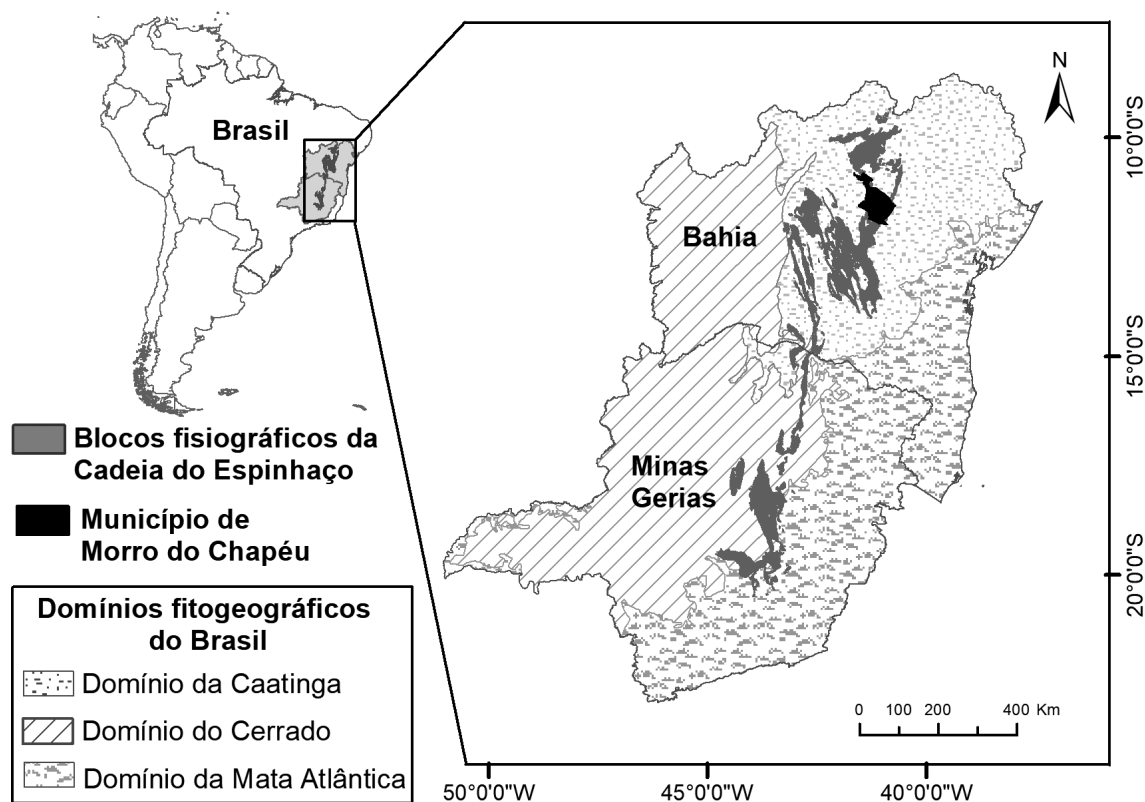 Brasil
N
Bahia
Minas
Gerias
10°0'0"S
15°0'0"S
20°0'0"S
0 100 200 400 Km
50°0'0"W 45°0'0"W 40°0'0"W
Blocos fisiográficos da
Cadeia do Espinhaço
Município de
Morro do Chapéu
Domínios fitogeográficos
do Brasil
Domínio da Caatinga
Domínio do Cerrado
Domínio da Mata Atlântica